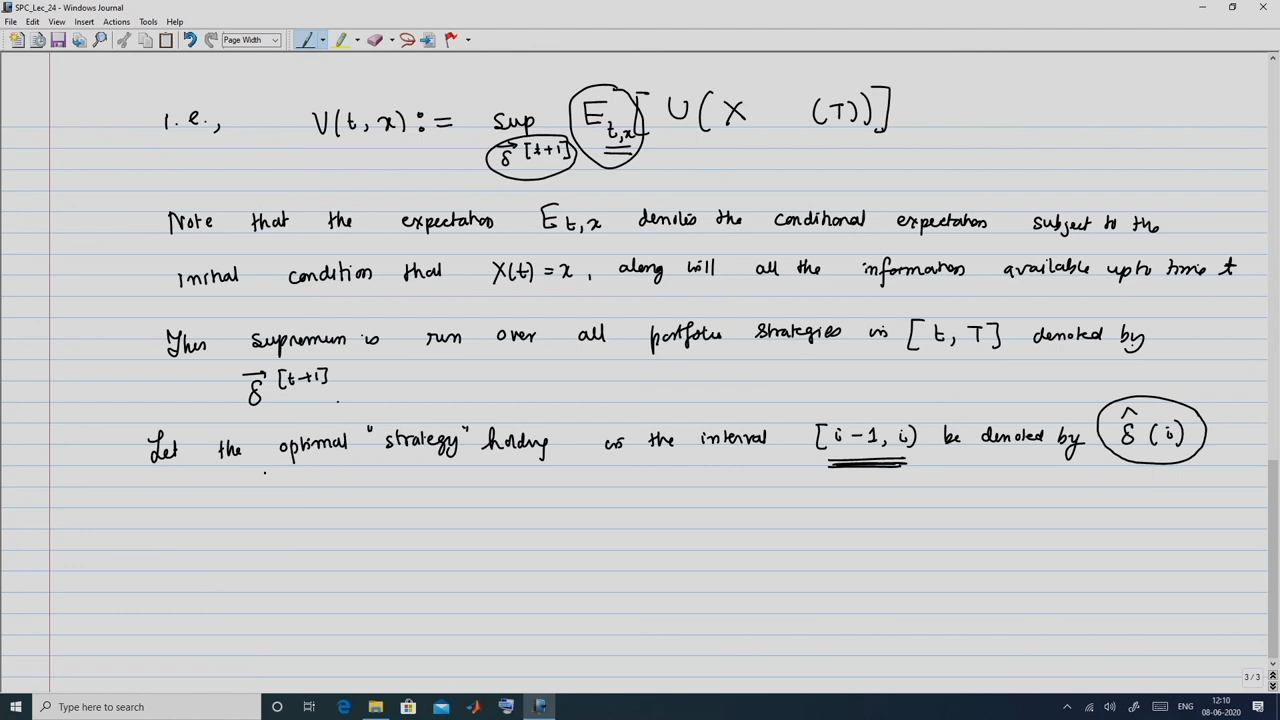 SPC_Lec_24 - Windows Journal
File Edit View Insert Actions Tools Help
Page Width
i.e., V(t, x) := sup E_{t,x} [ U( X (T)) ]
δ⃗ [t+1]
Note that the expectation E_{t,x} denotes the conditional expectation subject to the
initial condition that X(t) = x, along with all the information available upto time t
This supremum is run over all portfolio strategies in [t, T] denoted by
δ⃗ [t+1].
Let the optimal "strategy" holding in the interval [i-1, i) be denoted by δ̂ (i)
3 / 3
Type here to search
12:10
08-06-2020